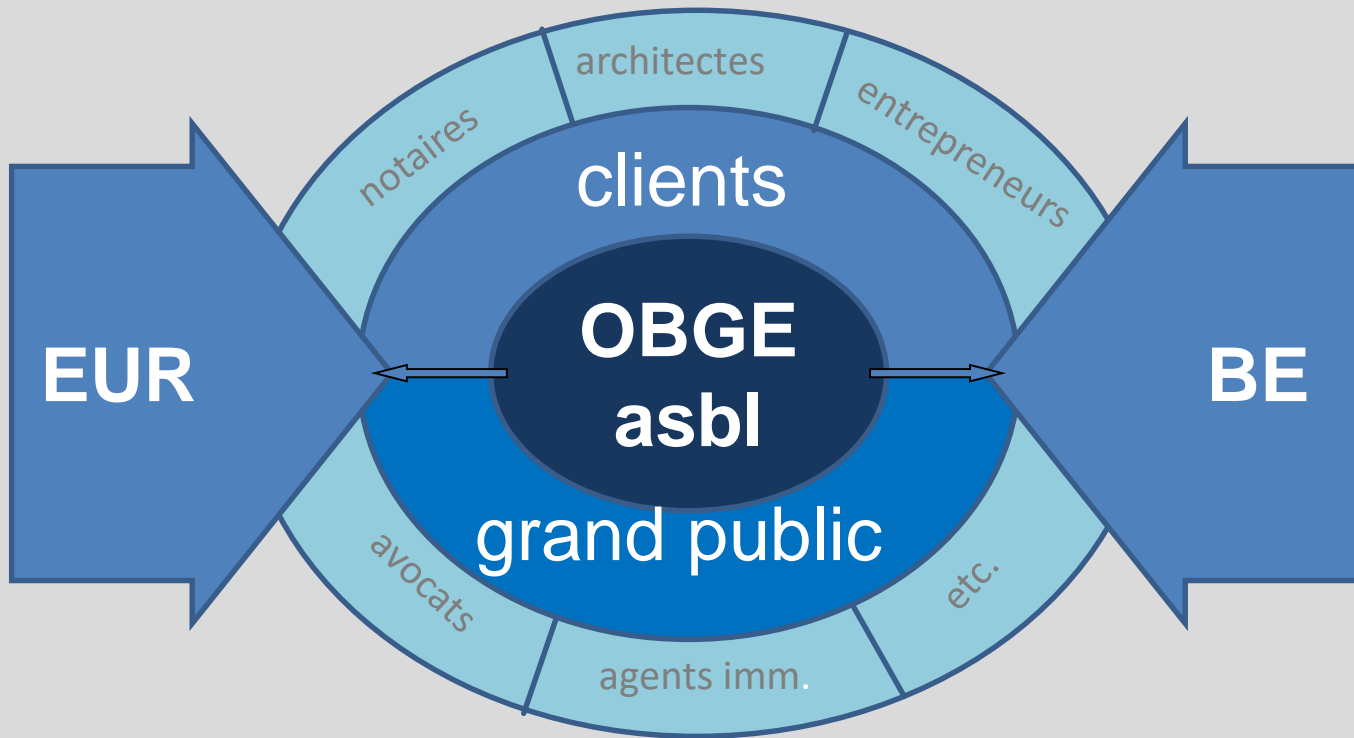 architectes
notaires
entrepreneurs
clients
OBGE
asbl
EUR
BE
grand public
avocats
etc.
agents imm.